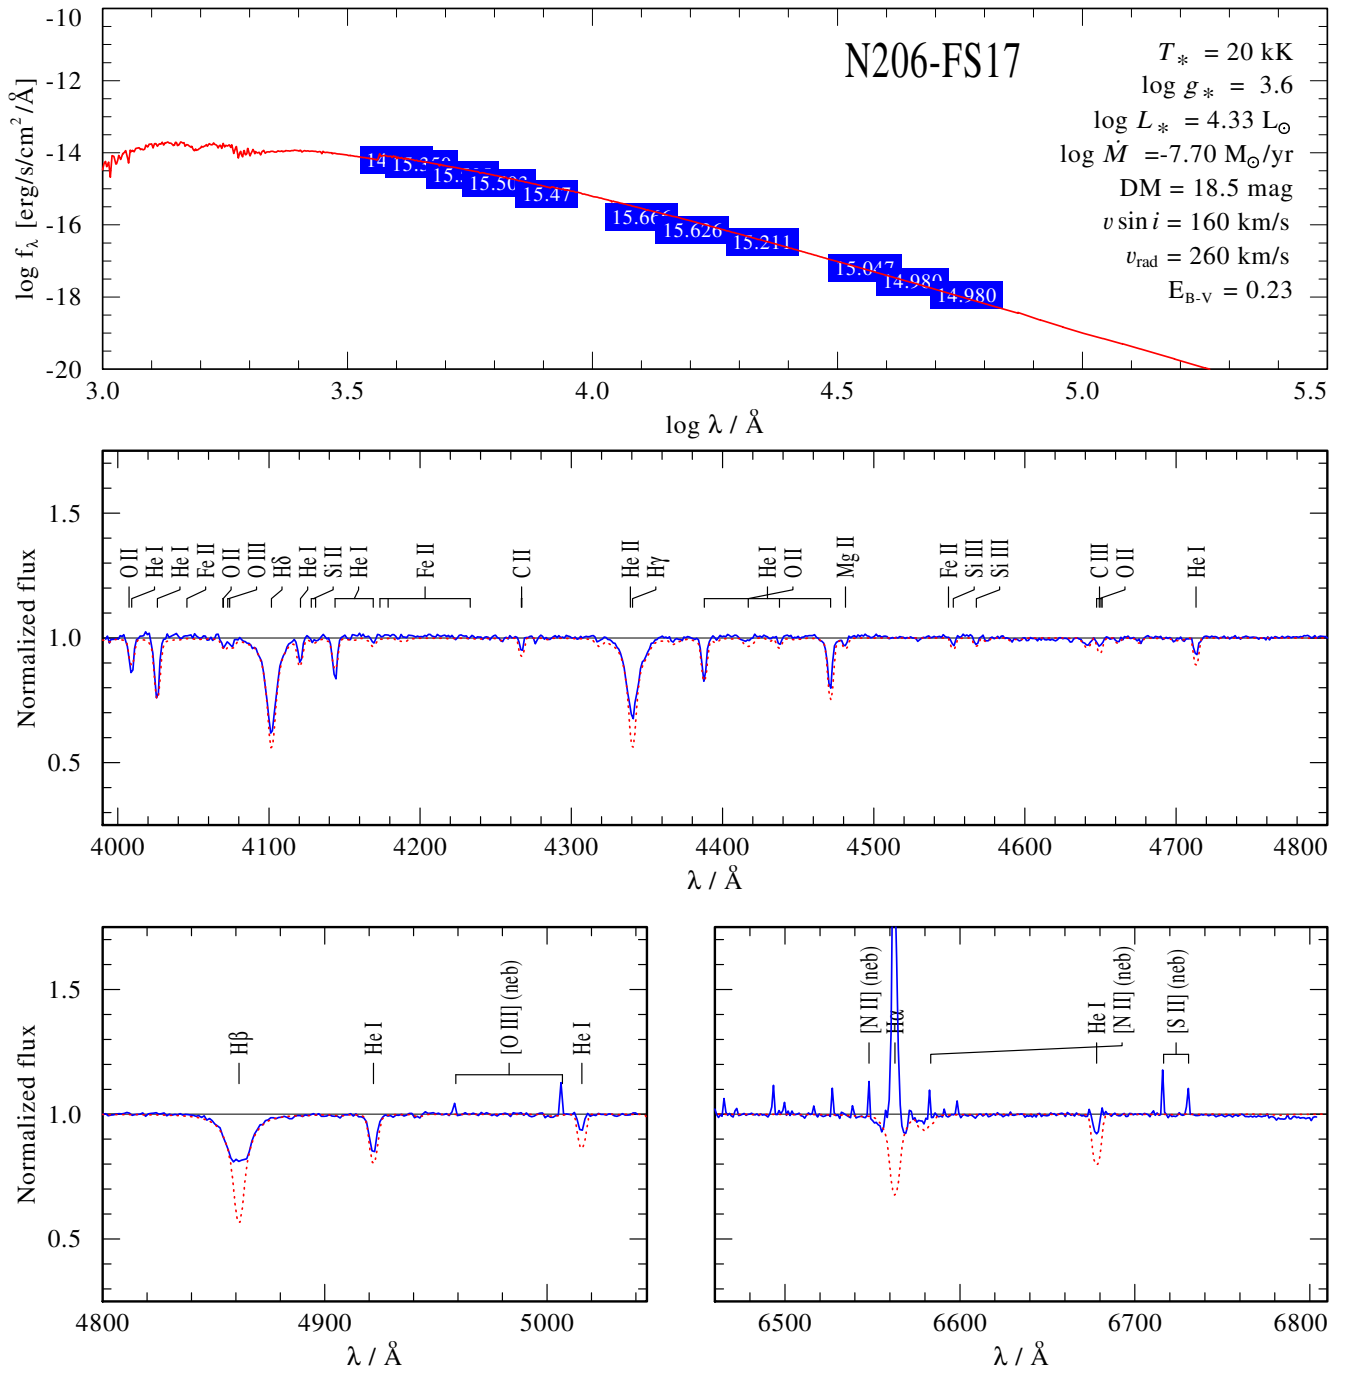 N206-FS17
T* = 20 kK
log g* = 3.6
log L* = 4.33 L⊙
log Ṁ =-7.70 M⊙/yr
DM = 18.5 mag
v sin i = 160 km/s
vrad = 260 km/s
EB-V = 0.23
-10
-12
-14
-16
-18
-20
log fλ [erg/s/cm²/Å]
15.47
15.666
15.626
15.211
15.047
14.980
14.980
3.0 3.5 4.0 4.5 5.0 5.5
log λ / Å
1.5
1.0
0.5
Normalized flux
O II He I He I Fe II O II O III Hδ He I Si II He I Fe II C II He II Hγ He I O II Mg II Fe II Si III Si III C III O II He I
4000 4100 4200 4300 4400 4500 4600 4700 4800
λ / Å
1.5
1.0
0.5
Normalized flux
Hβ He I [O III] (neb) He I
4800 4900 5000
λ / Å
[N II] (neb) Hα He I [N II] (neb) [S II] (neb)
6500 6600 6700 6800
λ / Å